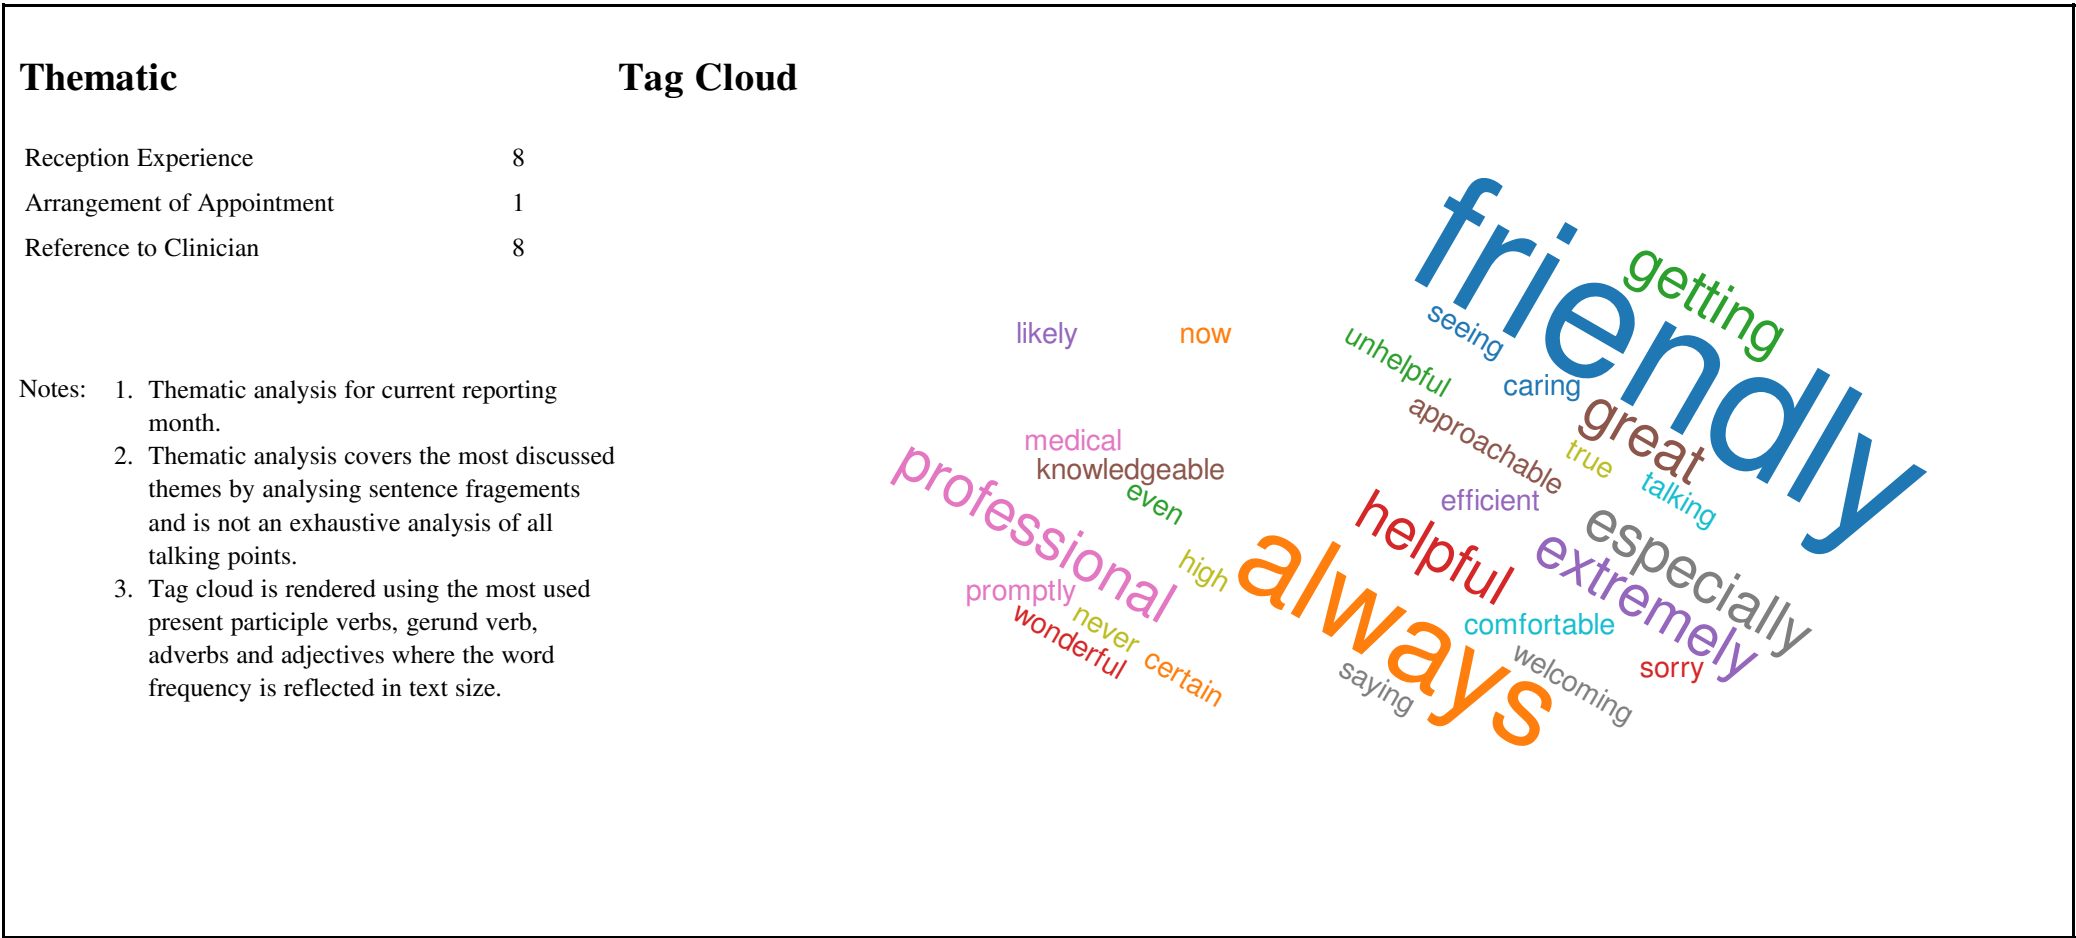 Thematic
Tag Cloud
Reception Experience 8
Arrangement of Appointment 1
Reference to Clinician 8
Notes: 1. Thematic analysis for current reporting
month.
2. Thematic analysis covers the most discussed
themes by analysing sentence fragements
and is not an exhaustive analysis of all
talking points.
3. Tag cloud is rendered using the most used
present participle verbs, gerund verb,
adverbs and adjectives where the word
frequency is reflected in text size.
friendly
getting
seeing
likely
now
unhelpful
caring
approachable
great
medical
knowledgeable
true
professional
even
efficient
talking
helpful
especially
always
extremely
high
promptly
never
wonderful
certain
comfortable
welcoming
saying
sorry